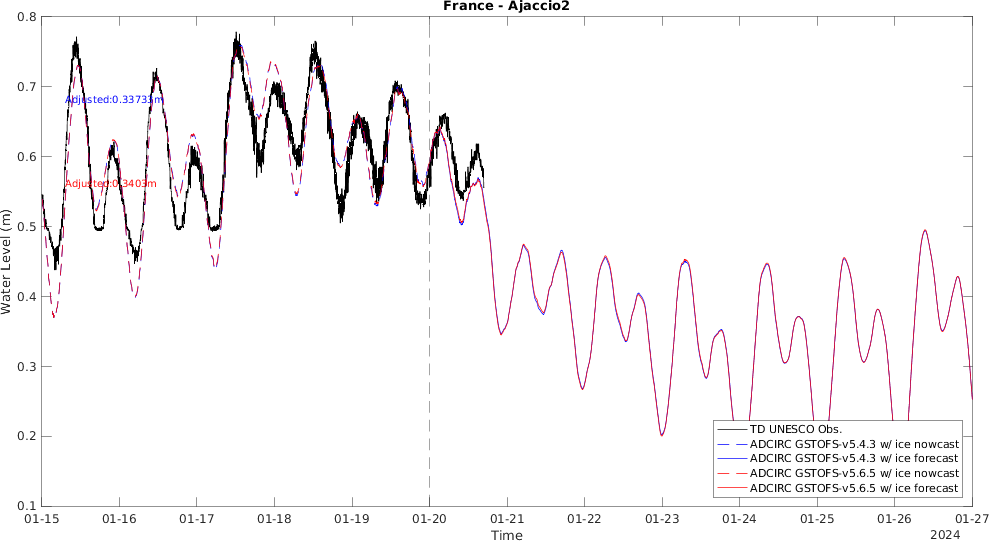 France - Ajaccio2
0.8
0.7
0.6
0.5
0.4
0.3
0.2
0.1
Water Level (m)
Adjusted:0.33733m
Adjusted:0.3403m
TD UNESCO Obs.
ADCIRC GSTOFS-v5.4.3 w/ ice nowcast
ADCIRC GSTOFS-v5.4.3 w/ ice forecast
ADCIRC GSTOFS-v5.6.5 w/ ice nowcast
ADCIRC GSTOFS-v5.6.5 w/ ice forecast
01-15 01-16 01-17 01-18 01-19 01-20 01-21 01-22 01-23 01-24 01-25 01-26 01-27
Time
2024